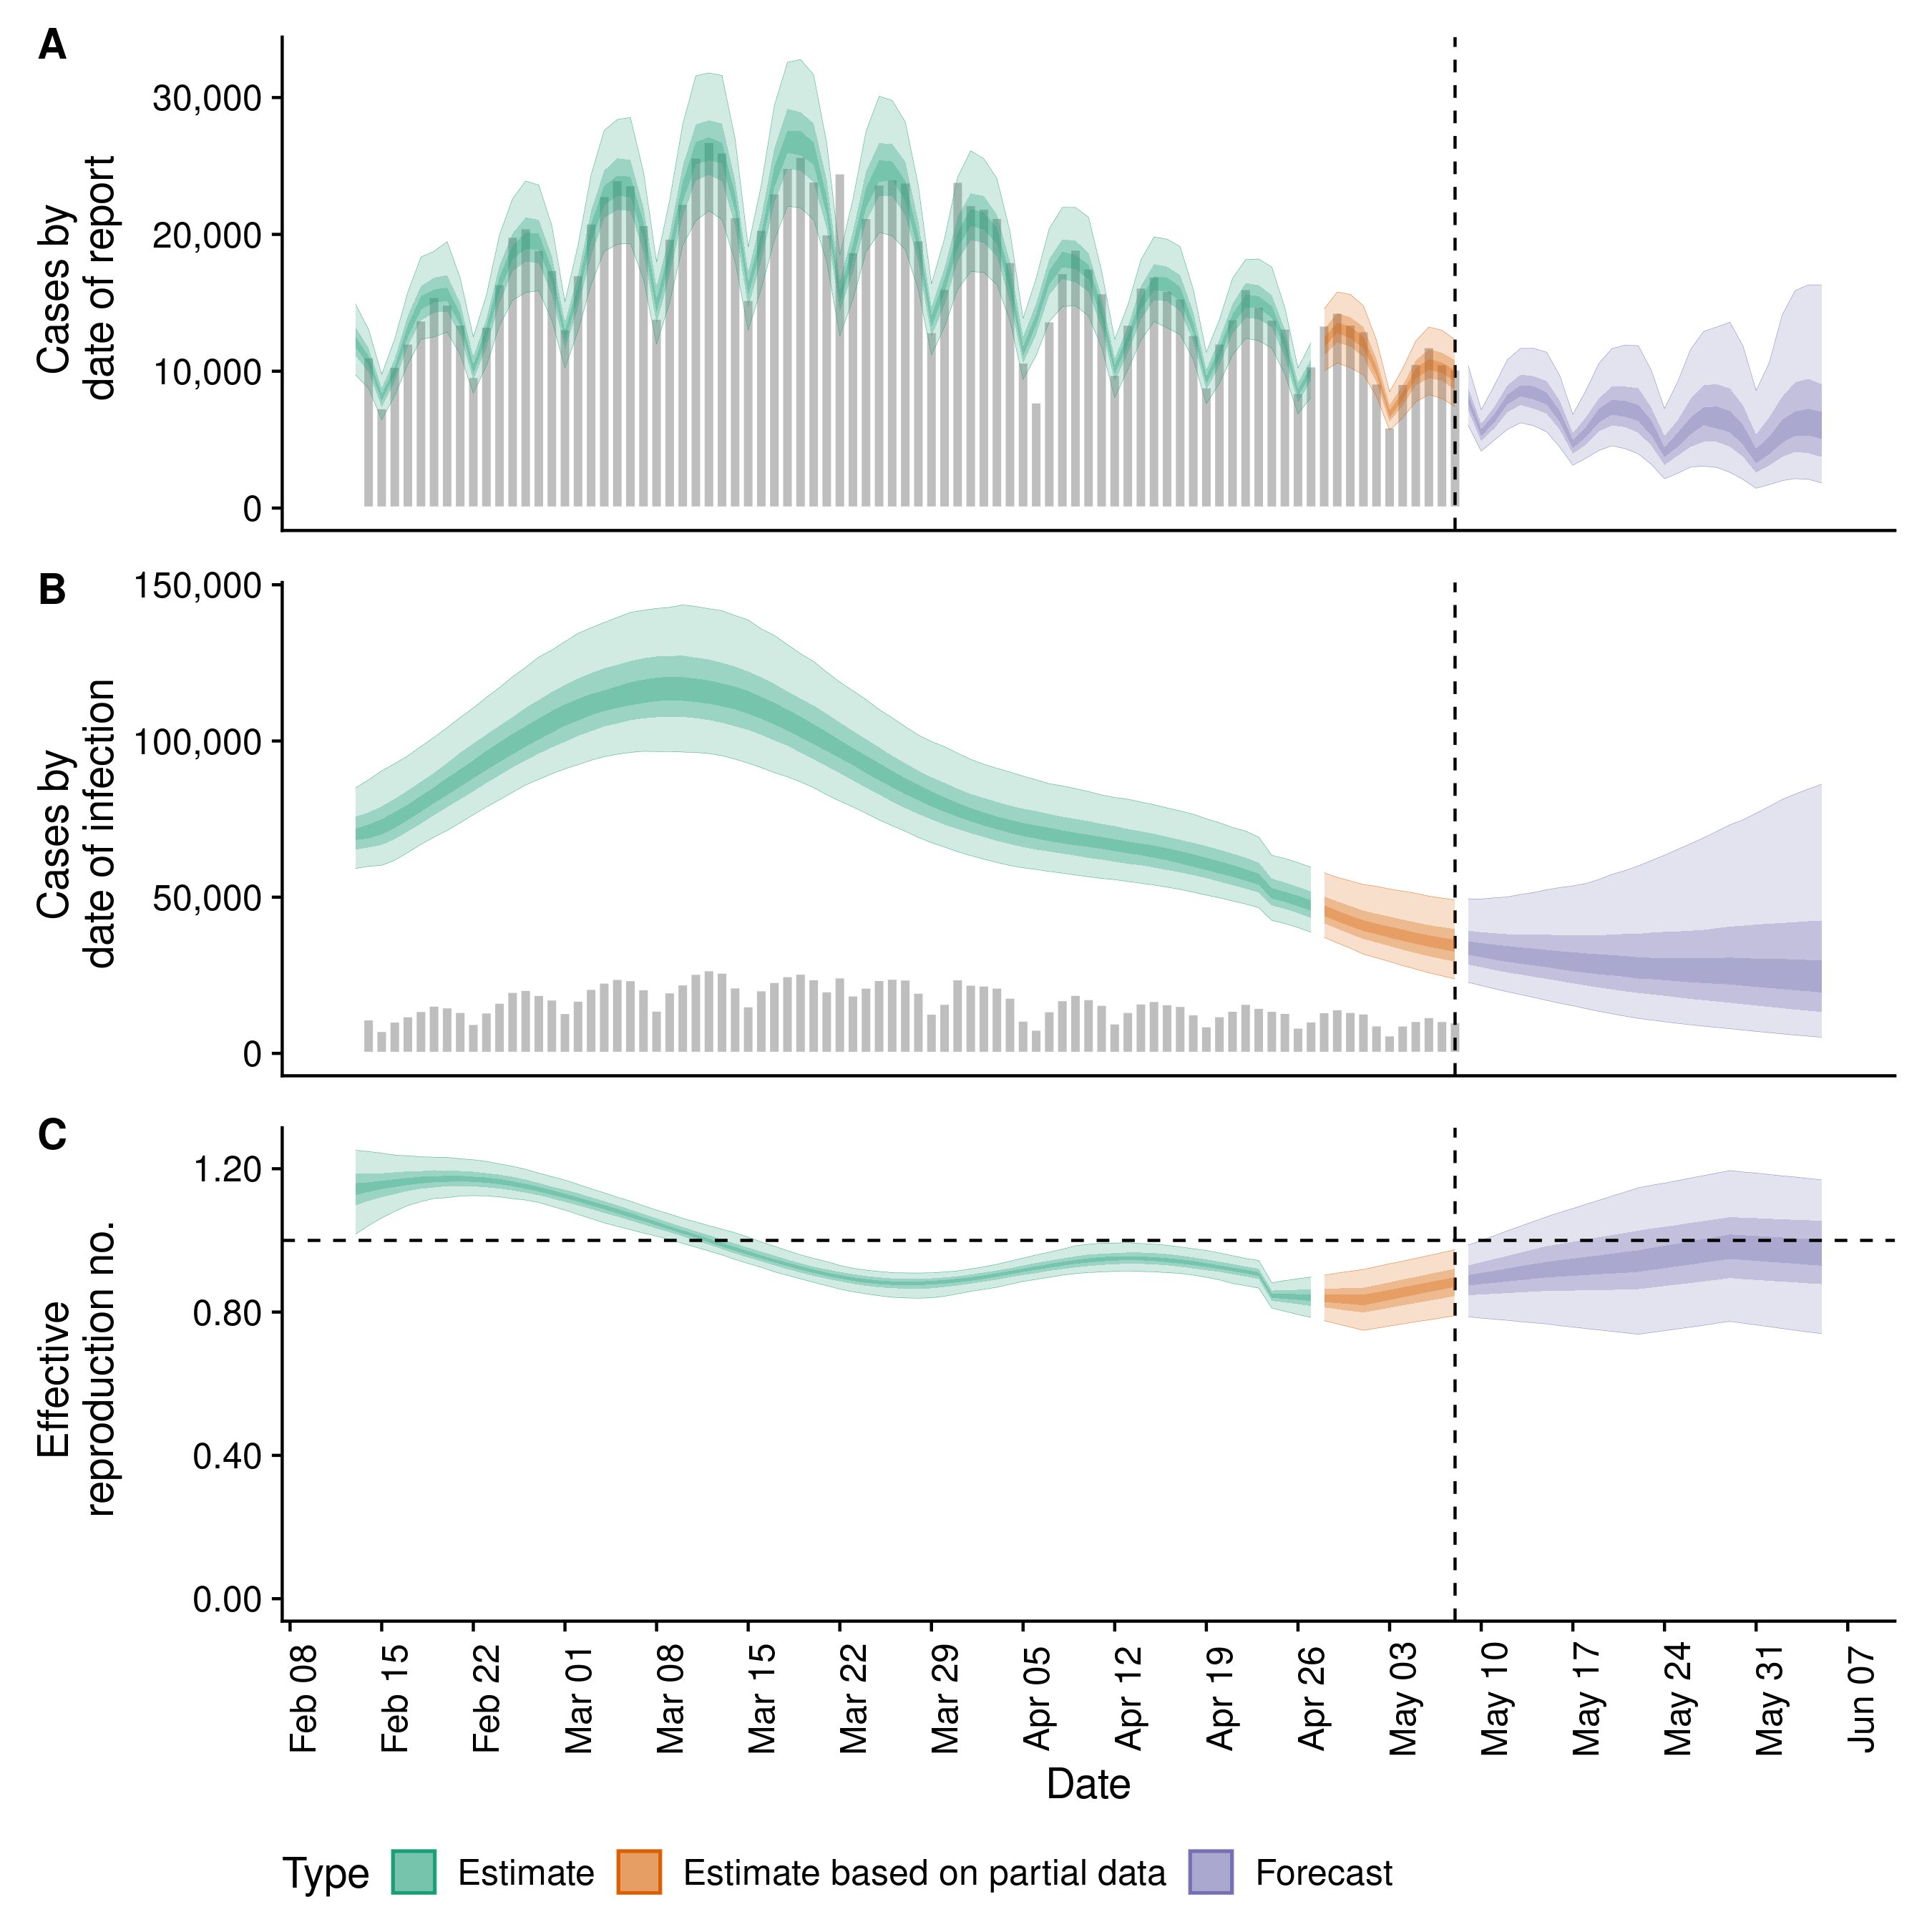 A
Cases by
date of report
30,000
20,000
10,000
0
B
Cases by
date of infection
150,000
100,000
50,000
0
C
Effective
reproduction no.
1.20
0.80
0.40
0.00
Feb 08
Feb 15
Feb 22
Mar 01
Mar 08
Mar 15
Mar 22
Mar 29
Apr 05
Apr 12
Apr 19
Apr 26
May 03
May 10
May 17
May 24
May 31
Jun 07
Date
Type Estimate Estimate based on partial data Forecast